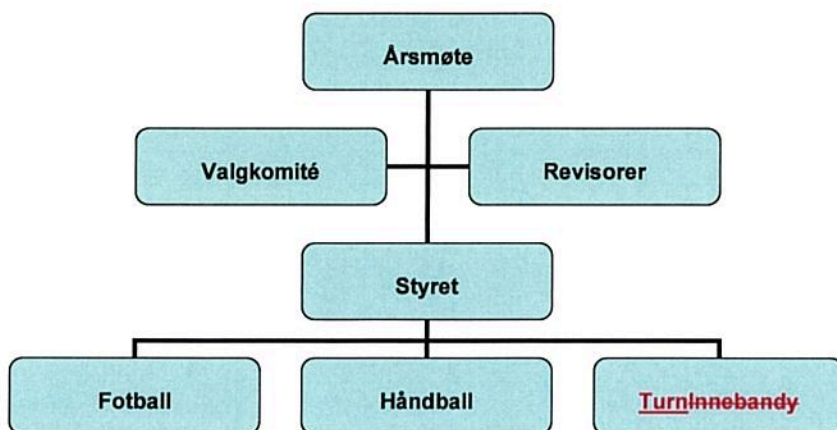 Årsmøte
Valgkomité Revisorer
Styret
Fotball Håndball TurnInnebandy